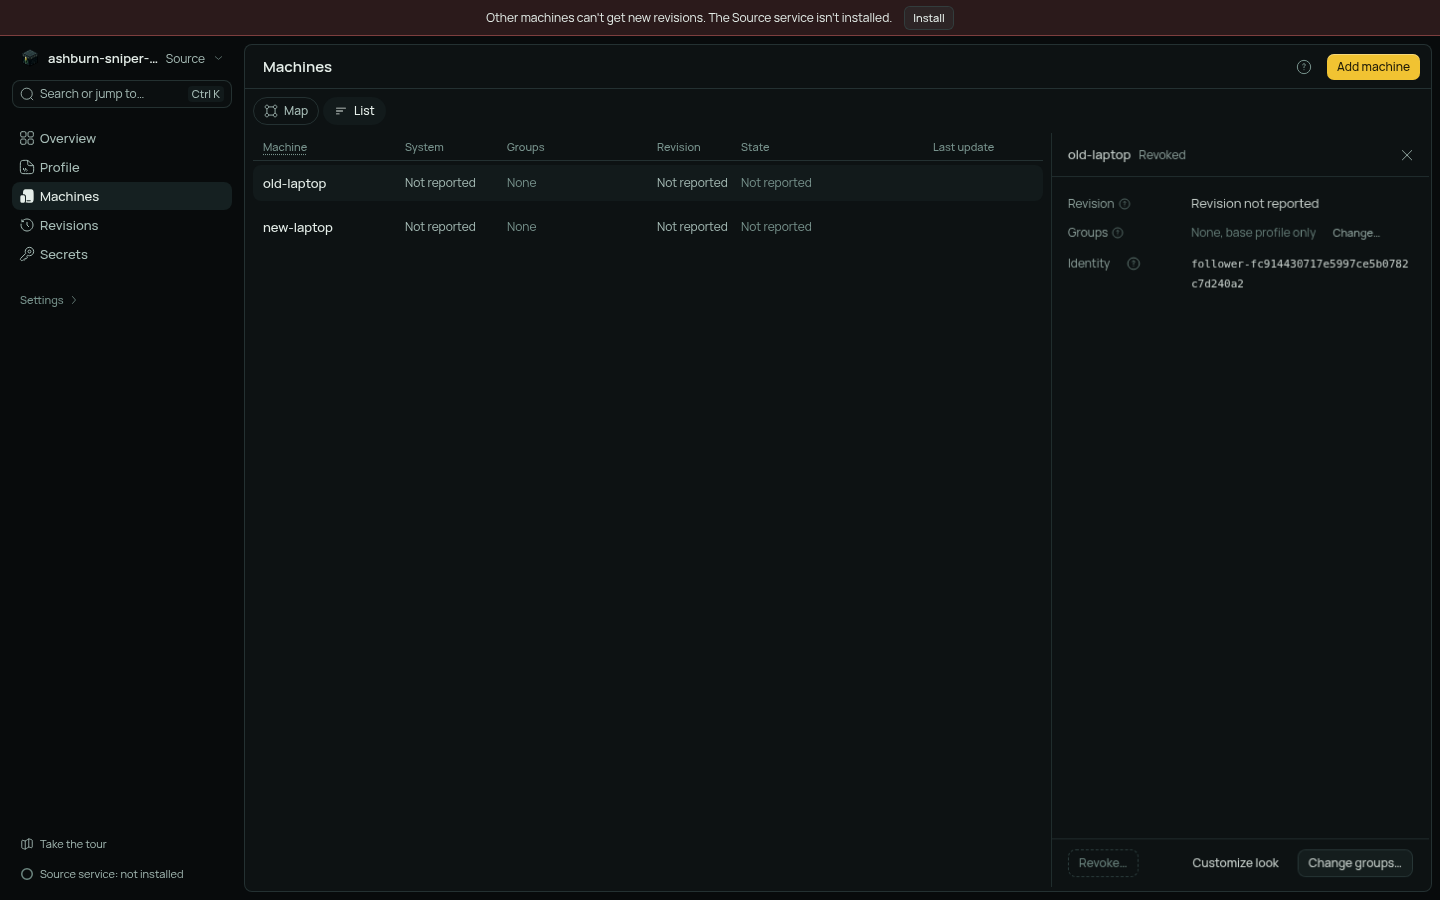 Other machines can't get new revisions. The Source service isn't installed. Install
ashburn-sniper-... Source
Search or jump to... Ctrl K
Overview
Profile
Machines
Revisions
Secrets
Settings
Take the tour
Source service: not installed
Machines ? Add machine
Map List
Machine System Groups Revision State Last update
old-laptop Not reported None Not reported Not reported
new-laptop Not reported None Not reported Not reported
old-laptop Revoked
Revision ? Revision not reported
Groups ? None, base profile only Change...
Identity ? follower-fc914430717e5997ce5b0782
c7d240a2
Revoke... Customize look Change groups...